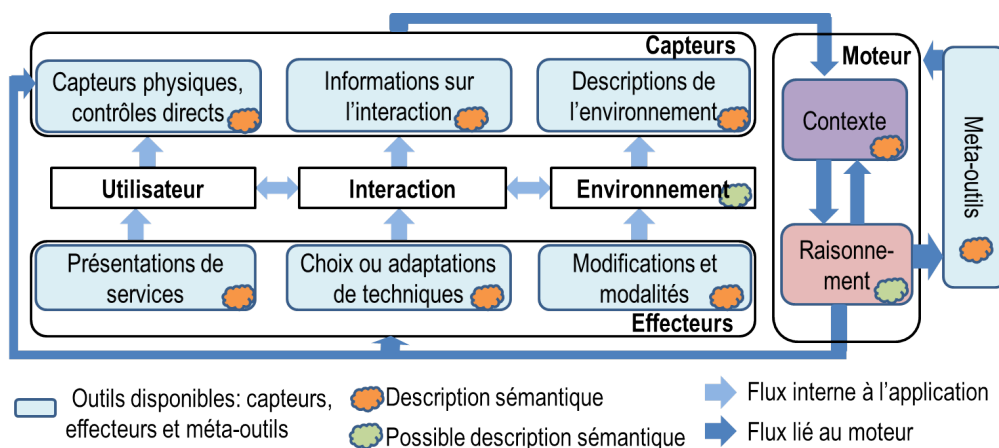 Capteurs
Capteurs physiques,
contrôles directs
Informations sur
l'interaction
Descriptions de
l'environnement
Utilisateur
Interaction
Environnement
Présentations de
services
Choix ou adaptations
de techniques
Modifications et
modalités
Effecteurs
Moteur
Contexte
Raisonne-
ment
Meta-outils
Outils disponibles: capteurs,
effecteurs et méta-outils
Description sémantique
Possible description sémantique
Flux interne à l'application
Flux lié au moteur